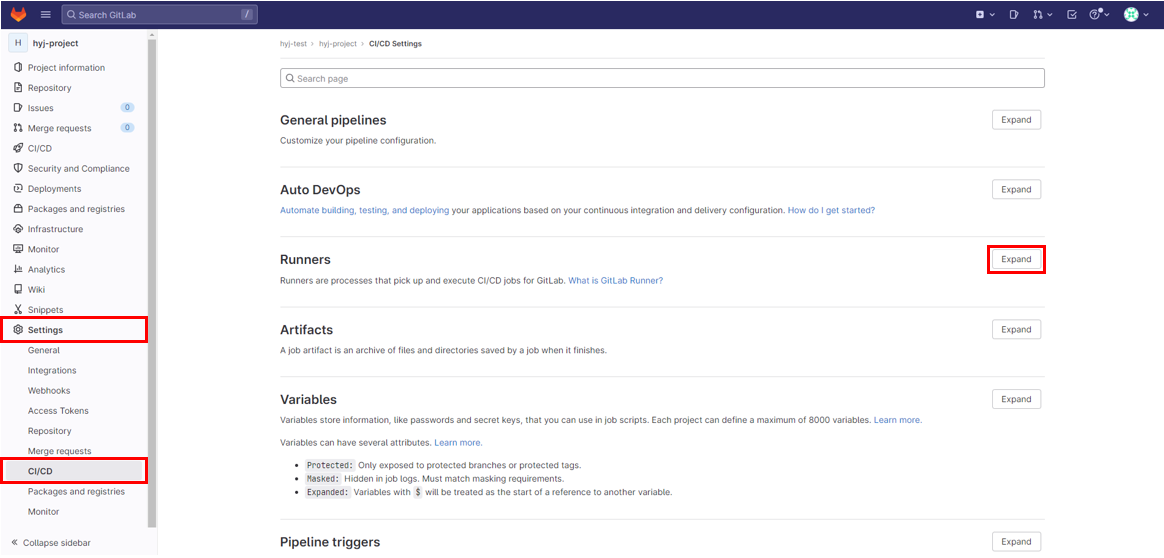 Search GitLab /
H hyj-project
Project information
Repository
Issues 0
Merge requests 0
CI/CD
Security and Compliance
Deployments
Packages and registries
Infrastructure
Monitor
Analytics
Wiki
Snippets
Settings
General
Integrations
Webhooks
Access Tokens
Repository
Merge requests
CI/CD
Packages and registries
Monitor
« Collapse sidebar
hyj-test › hyj-project › CI/CD Settings
Search page
General pipelines Expand
Customize your pipeline configuration.
Auto DevOps Expand
Automate building, testing, and deploying your applications based on your continuous integration and delivery configuration. How do I get started?
Runners Expand
Runners are processes that pick up and execute CI/CD jobs for GitLab. What is GitLab Runner?
Artifacts Expand
A job artifact is an archive of files and directories saved by a job when it finishes.
Variables Expand
Variables store information, like passwords and secret keys, that you can use in job scripts. Each project can define a maximum of 8000 variables. Learn more.
Variables can have several attributes. Learn more.
• Protected: Only exposed to protected branches or protected tags.
• Masked: Hidden in job logs. Must match masking requirements.
• Expanded: Variables with $ will be treated as the start of a reference to another variable.
Pipeline triggers Expand